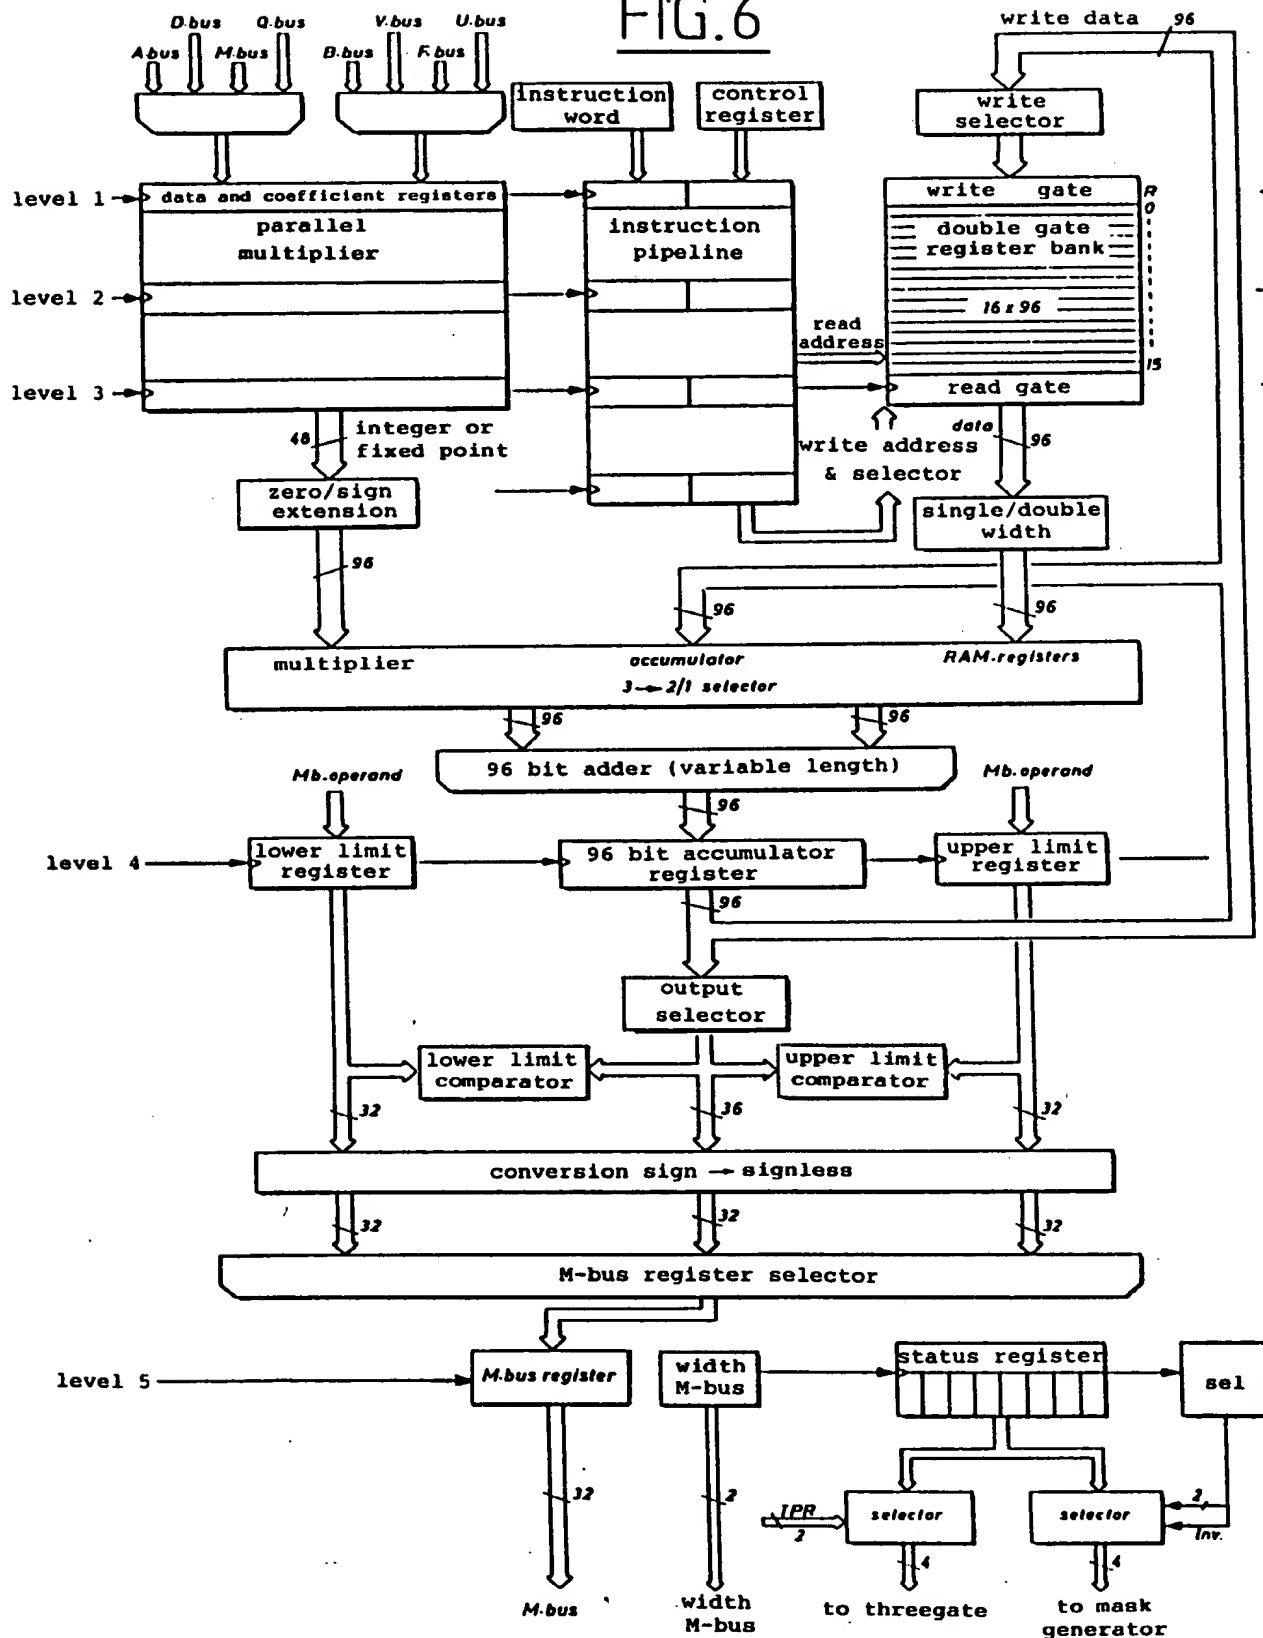 FIG.6
write data 96
D.bus Q.bus V.bus U.bus
A.bus M.bus B.bus F.bus
instruction word
control register
write selector
level 1
data and coefficient registers
parallel multiplier
instruction pipeline
write gate
R
0
double gate
register bank
16 x 96
15
level 2
read address
level 3
read gate
48
integer or fixed point
data
96
write address & selector
zero/sign extension
single/double width
96
96
96
multiplier
accumulator
RAM-registers
3→2/1 selector
96
96
96 bit adder (variable length)
Mb.operand
Mb.operand
96
level 4
lower limit register
96 bit accumulator register
upper limit register
96
output selector
lower limit comparator
upper limit comparator
32
36
32
conversion sign → signless
32
32
32
M-bus register selector
level 5
M.bus register
width M-bus
status register
sel
32
2
IPR
2
selector
selector
2
Inv.
4
4
M.bus
width M-bus
to threegate
to mask generator